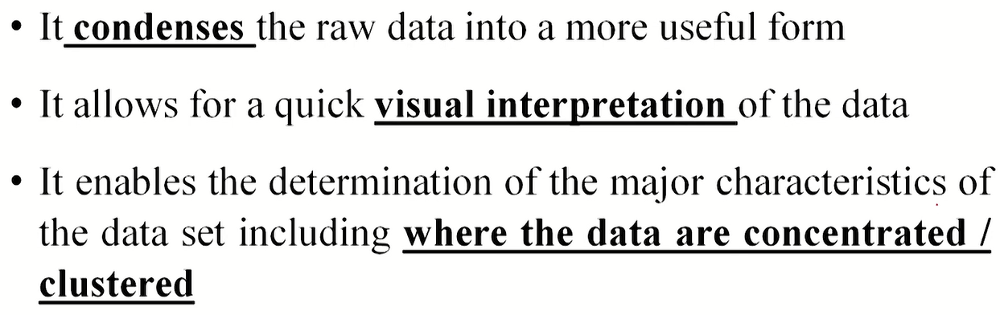 • It condenses the raw data into a more useful form
• It allows for a quick visual interpretation of the data
• It enables the determination of the major characteristics of
the data set including where the data are concentrated /
clustered